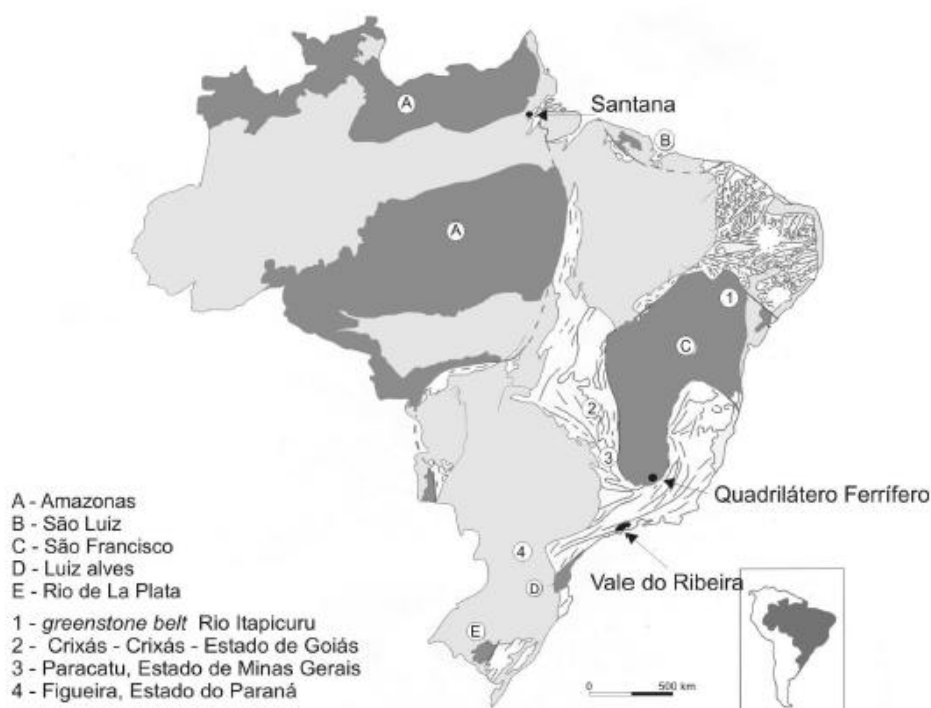 A
Santana
B
A
1
C
2
3
Quadrilátero Ferrífero
4
Vale do Ribeira
D
E
A - Amazonas
B - São Luiz
C - São Francisco
D - Luiz alves
E - Rio de La Plata
1 - greenstone belt Rio Itapicuru
2 - Crixás - Crixás - Estado de Goiás
3 - Paracatu, Estado de Minas Gerais
4 - Figueira, Estado do Paraná
0 500 km